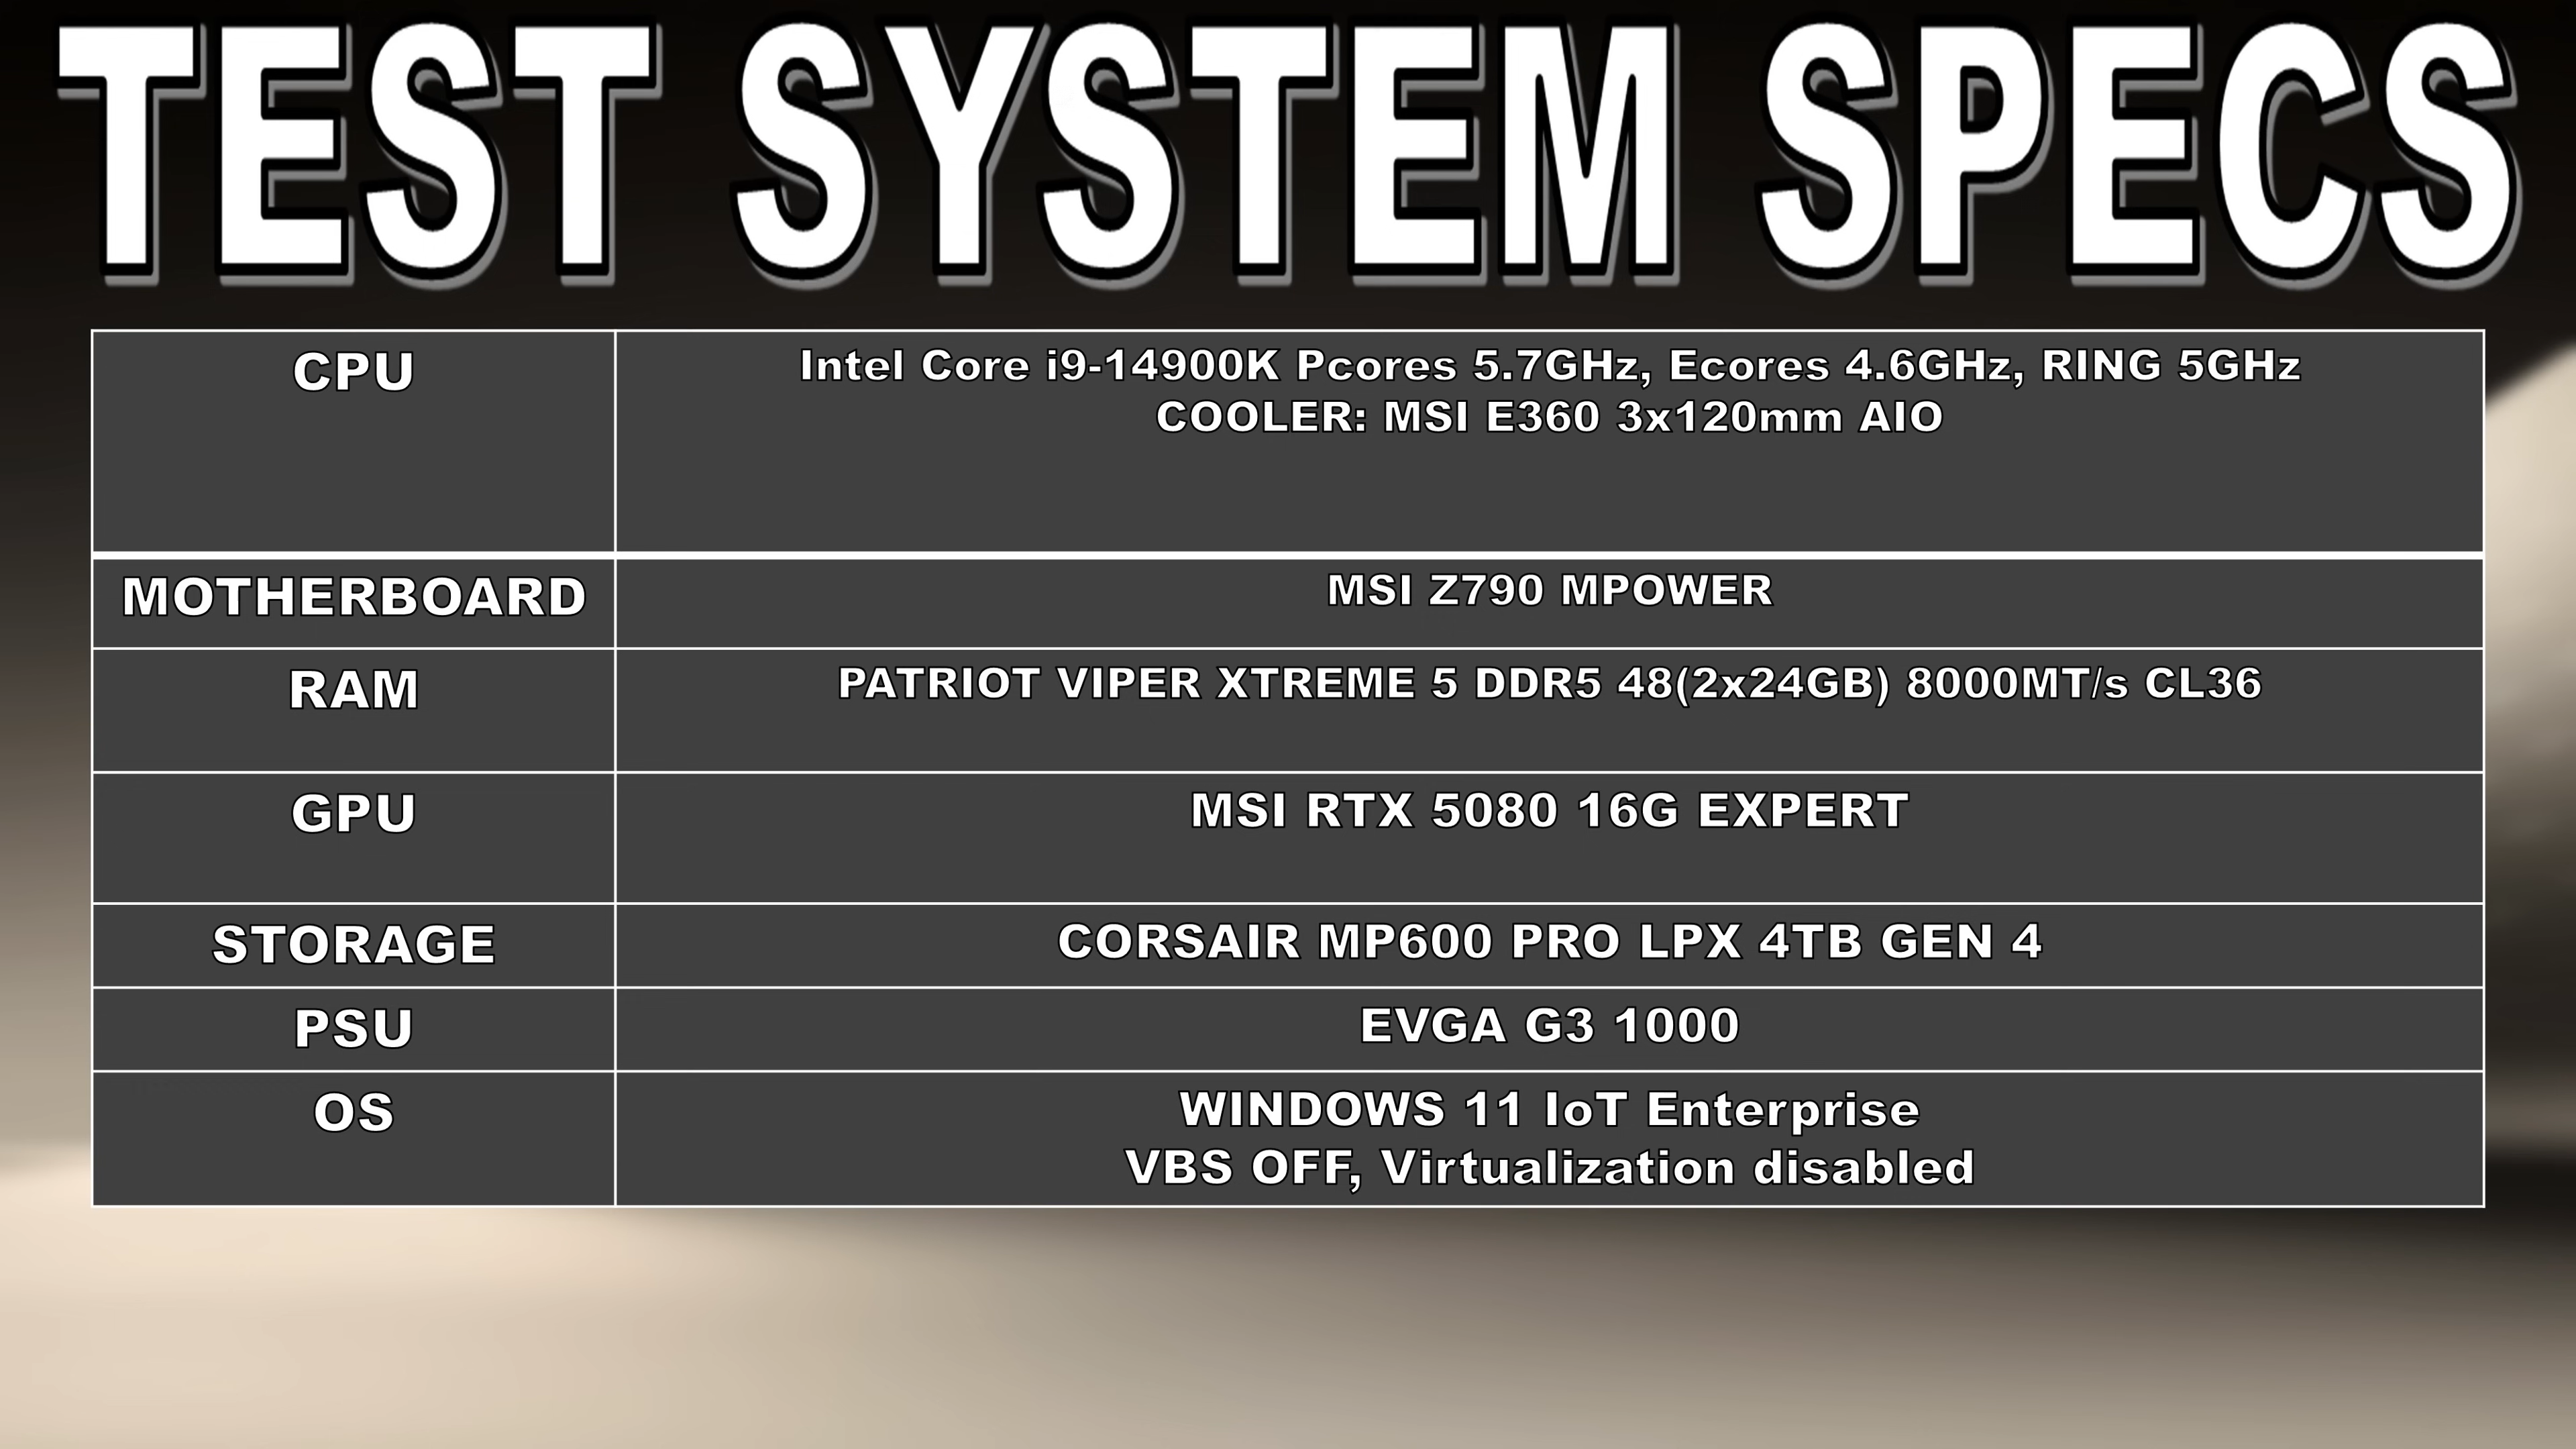 TEST SYSTEM SPECS
CPU
Intel Core i9-14900K Pcores 5.7GHz, Ecores 4.6GHz, RING 5GHz
COOLER: MSI E360 3x120mm AIO
MOTHERBOARD
MSI Z790 MPOWER
RAM
PATRIOT VIPER XTREME 5 DDR5 48(2x24GB) 8000MT/s CL36
GPU
MSI RTX 5080 16G EXPERT
STORAGE
CORSAIR MP600 PRO LPX 4TB GEN 4
PSU
EVGA G3 1000
OS
WINDOWS 11 IoT Enterprise
VBS OFF, Virtualization disabled